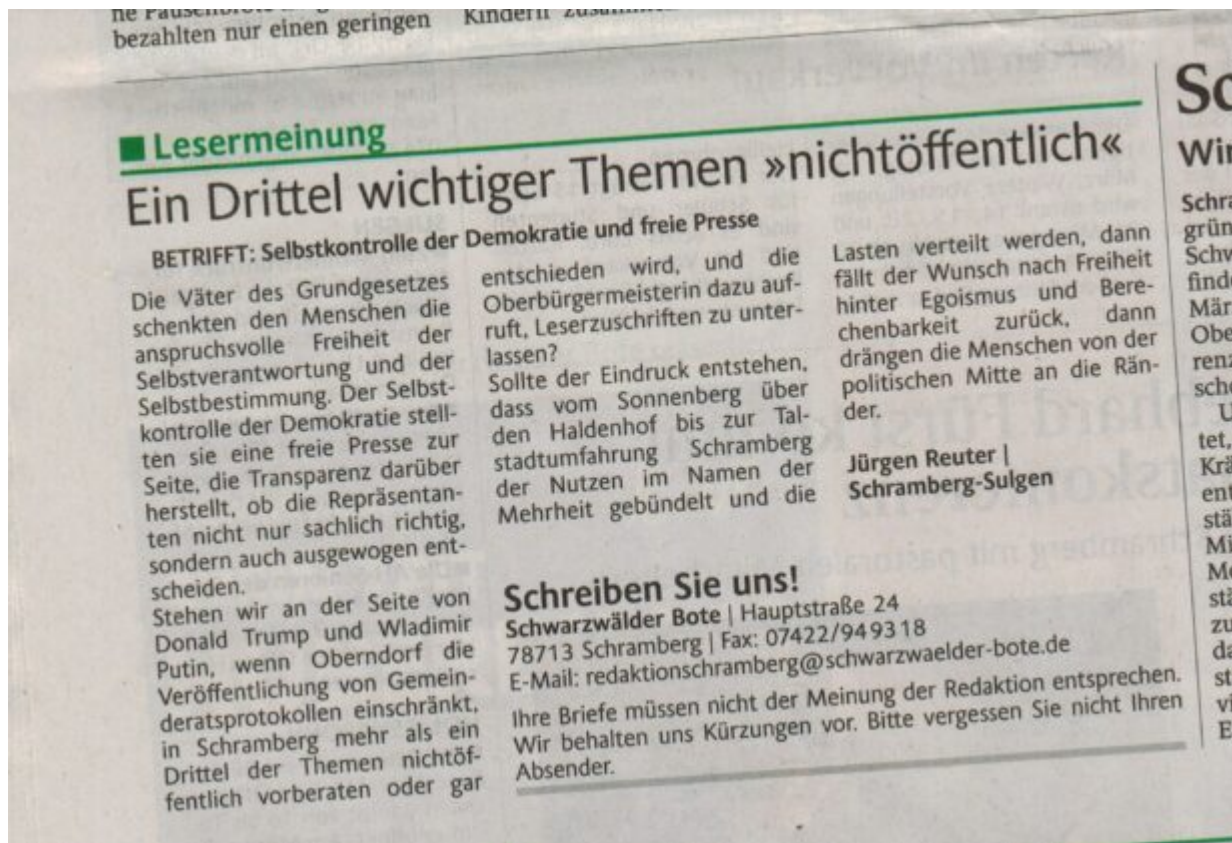 bezahlten nur einen geringen
Kindern
■ Lesermeinung
Ein Drittel wichtiger Themen »nichtöffentlich«
BETRIFFT: Selbstkontrolle der Demokratie und freie Presse
Die Väter des Grundgesetzes
schenkten den Menschen die
anspruchsvolle Freiheit der
Selbstverantwortung und der
Selbstbestimmung. Der Selbst-
kontrolle der Demokratie stell-
ten sie eine freie Presse zur
Seite, die Transparenz darüber
herstellt, ob die Repräsentan-
ten nicht nur sachlich richtig,
sondern auch ausgewogen ent-
scheiden.
Stehen wir an der Seite von
Donald Trump und Wladimir
Putin, wenn Oberndorf die
Veröffentlichung von Gemein-
deratsprotokollen einschränkt,
in Schramberg mehr als ein
Drittel der Themen nichtöf-
fentlich vorberaten oder gar
entschieden wird, und die
Oberbürgermeisterin dazu auf-
ruft, Leserzuschriften zu unter-
lassen?
Sollte der Eindruck entstehen,
dass vom Sonnenberg über
den Haldenhof bis zur Tal-
stadtumfahrung Schramberg
der Nutzen im Namen der
Mehrheit gebündelt und die
Lasten verteilt werden, dann
fällt der Wunsch nach Freiheit
hinter Egoismus und Bere-
chenbarkeit zurück, dann
drängen die Menschen von der
politischen Mitte an die Rän-
der.
Jürgen Reuter |
Schramberg-Sulgen
Schreiben Sie uns!
Schwarzwälder Bote | Hauptstraße 24
78713 Schramberg | Fax: 07422/949318
E-Mail: redaktionschramberg@schwarzwaelder-bote.de
Ihre Briefe müssen nicht der Meinung der Redaktion entsprechen.
Wir behalten uns Kürzungen vor. Bitte vergessen Sie nicht Ihren
Absender.